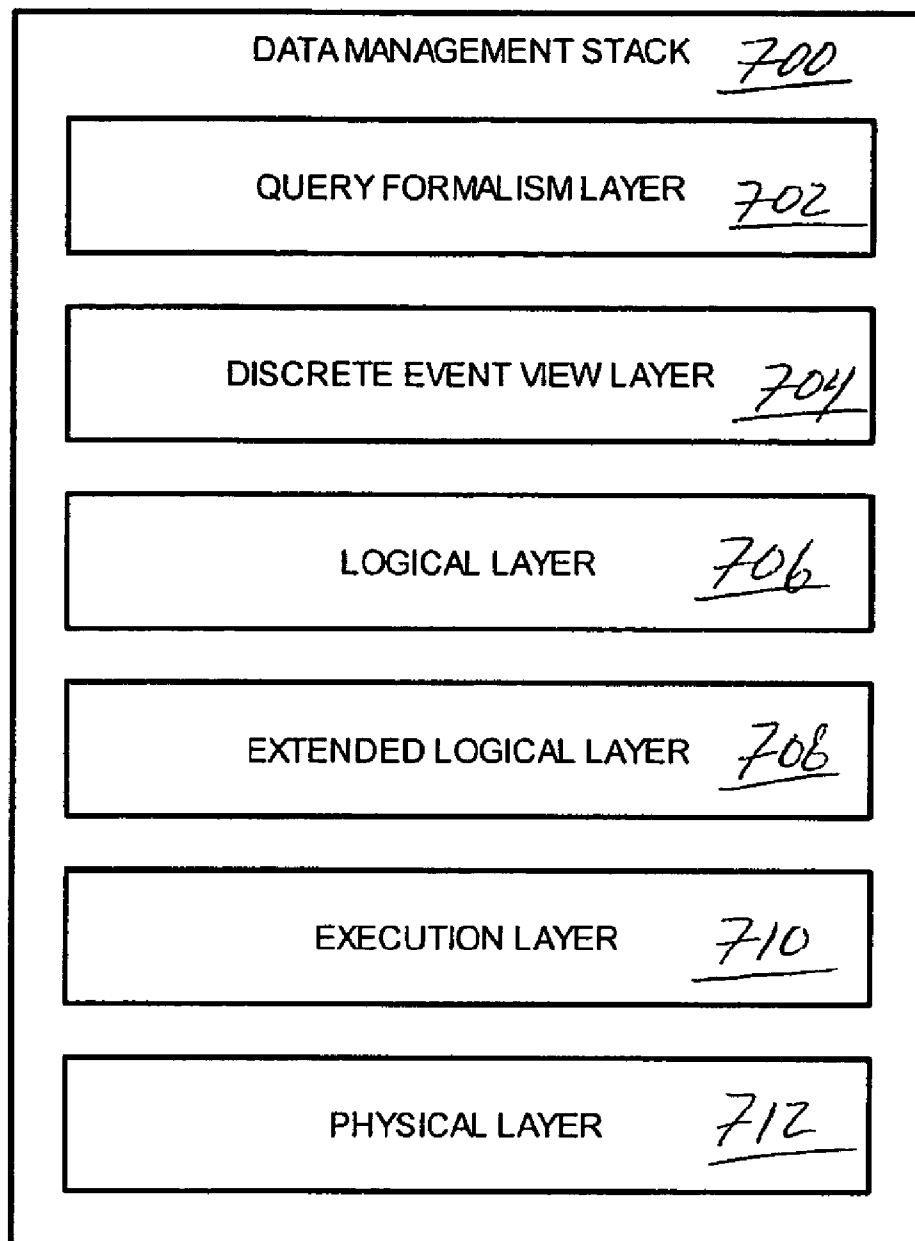 DATA MANAGEMENT STACK 700
QUERY FORMALISM LAYER 702
DISCRETE EVENT VIEW LAYER 704
LOGICAL LAYER 706
EXTENDED LOGICAL LAYER 708
EXECUTION LAYER 710
PHYSICAL LAYER 712